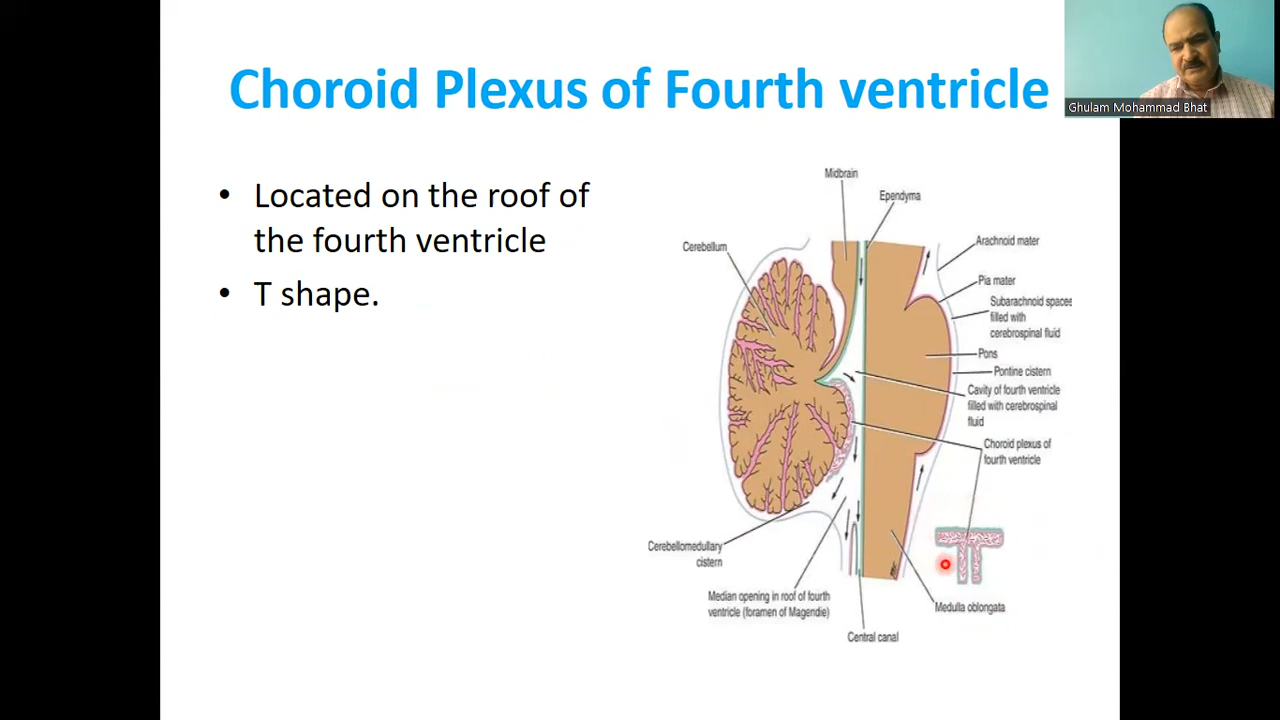 Choroid Plexus of Fourth ventricle
Ghulam Mohammad Bhat
• Located on the roof of
the fourth ventricle
• T shape.
Midbrain
Ependyma
Cerebellum
Arachnoid mater
Pia mater
Subarachnoid spaces
filled with
cerebrospinal fluid
Pons
Pontine cistern
Cavity of fourth ventricle
filled with cerebrospinal
fluid
Choroid plexus of
fourth ventricle
Cerebellomedullary
cistern
Median opening in roof of fourth
ventricle (foramen of Magendie)
Medulla oblongata
Central canal